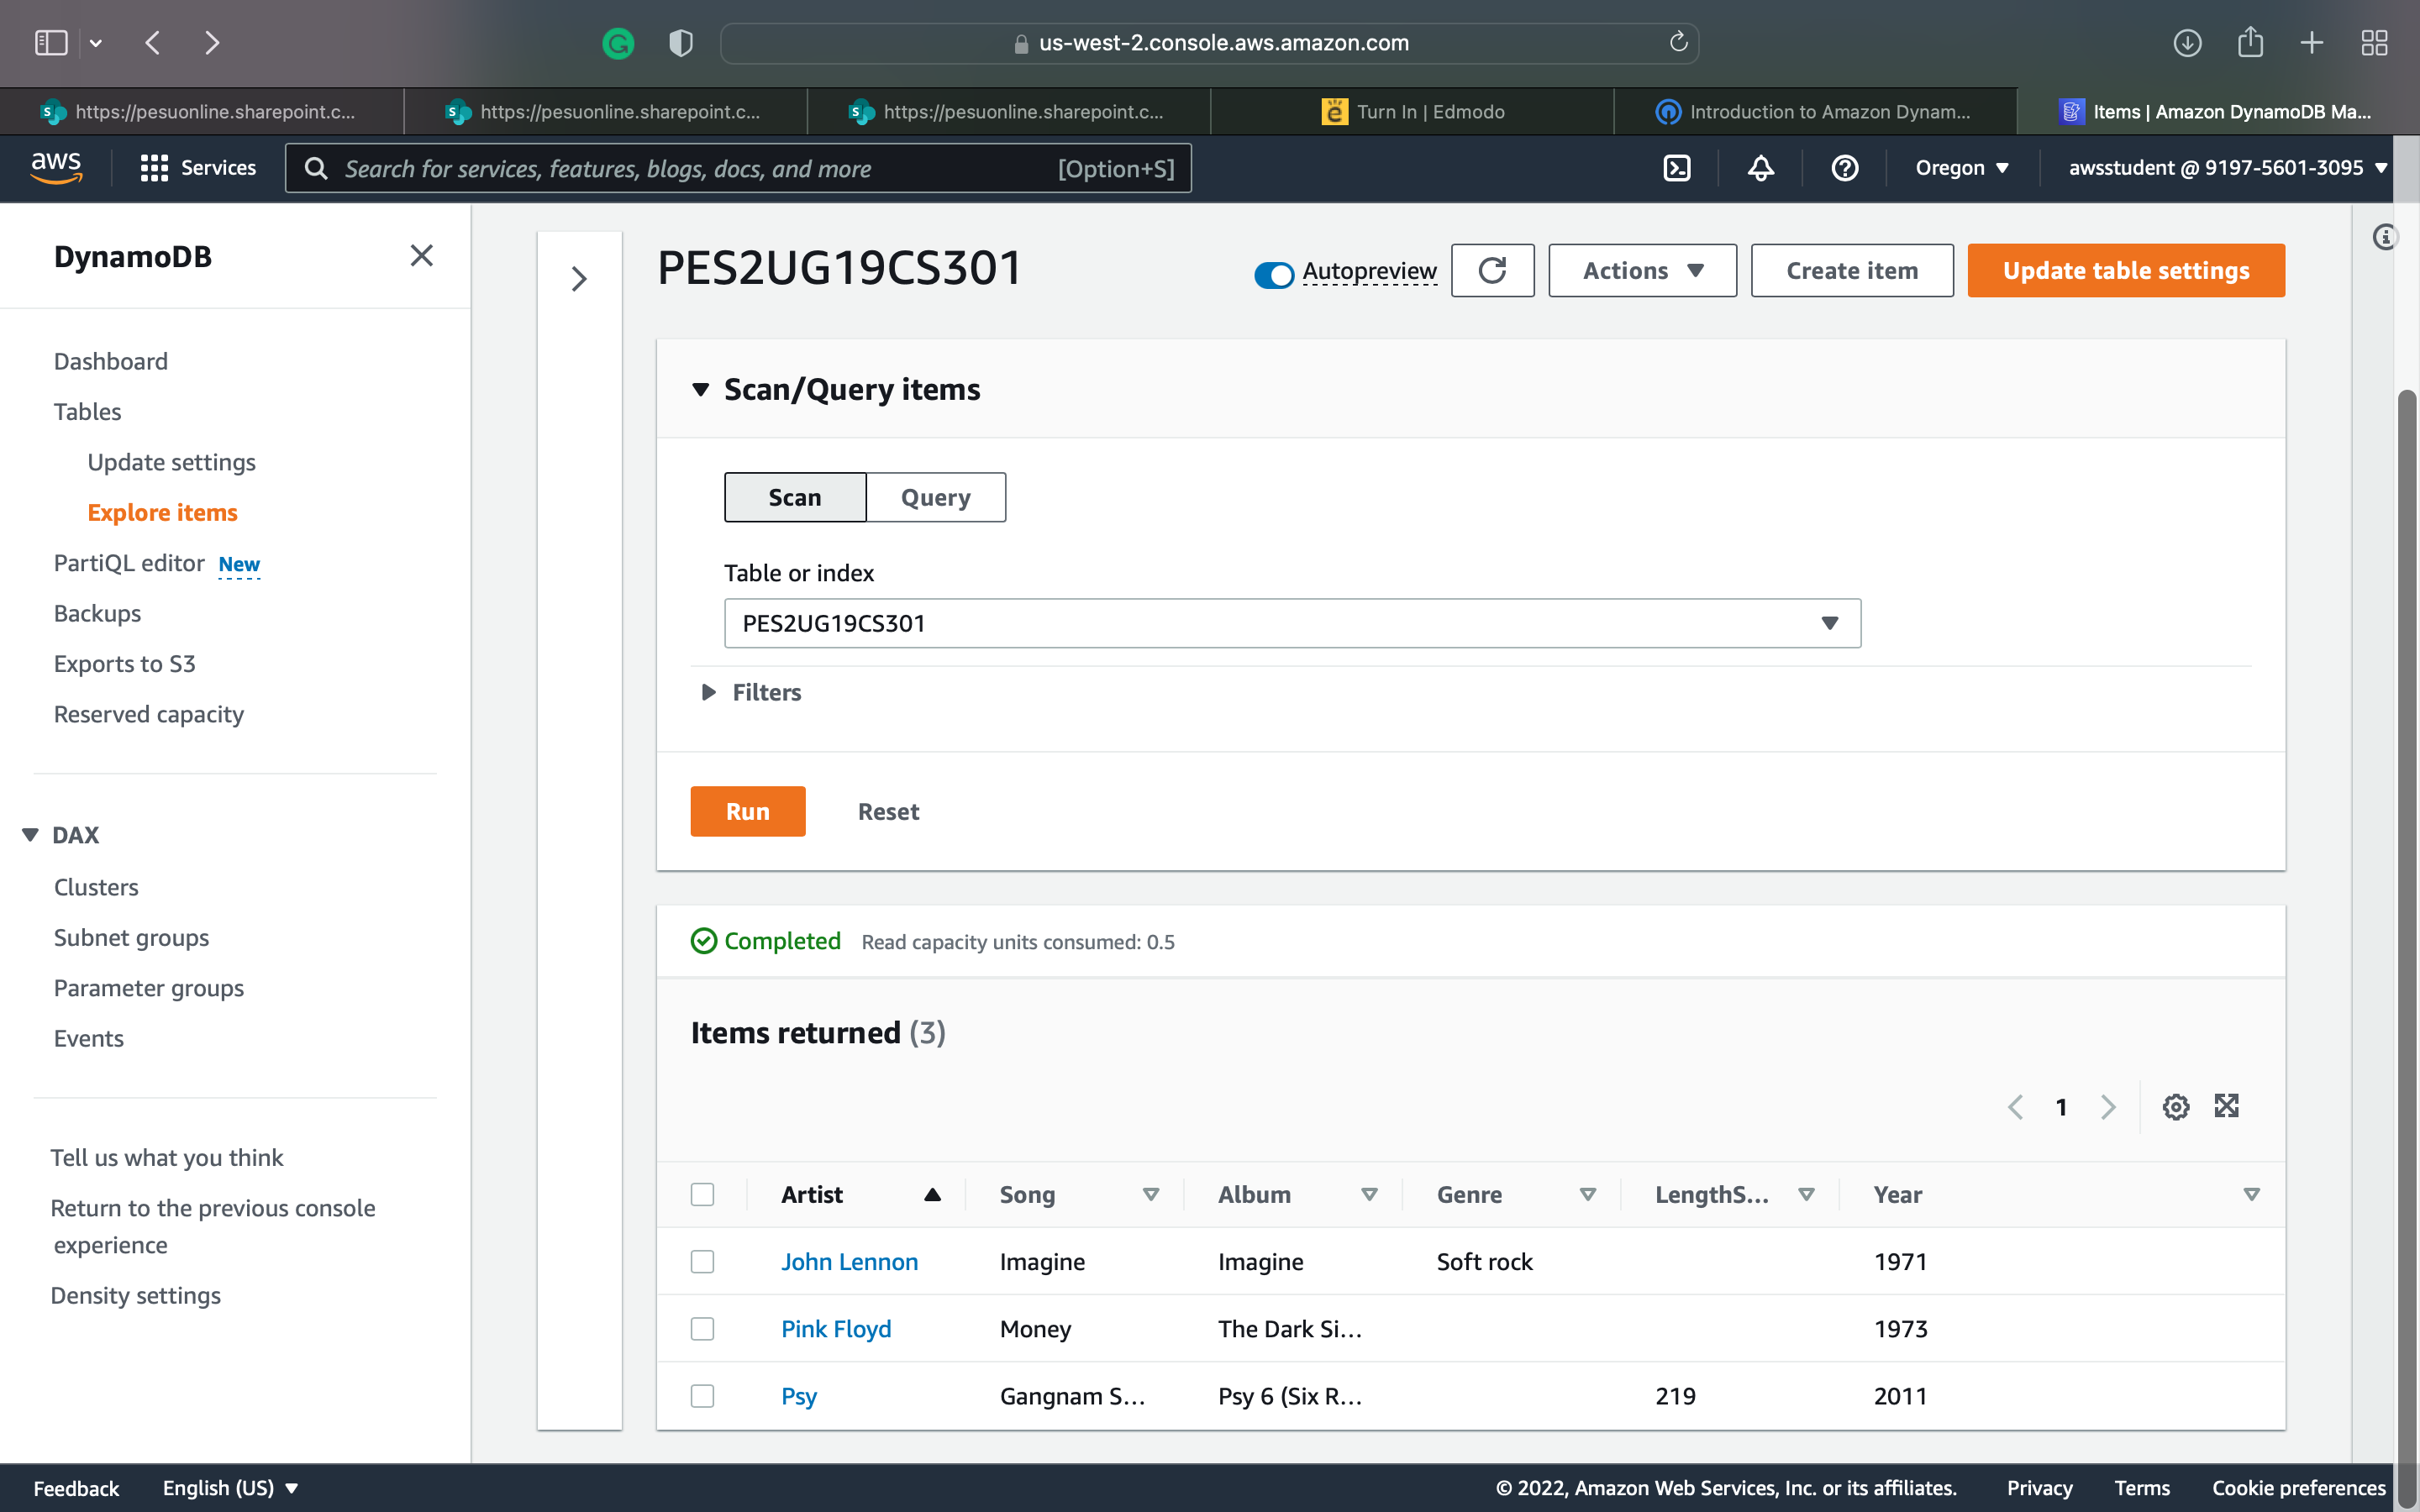 us-west-2.console.aws.amazon.com
https://pesuonline.sharepoint.c...
https://pesuonline.sharepoint.c...
https://pesuonline.sharepoint.c...
Turn In | Edmodo
Introduction to Amazon Dynam...
Items | Amazon DynamoDB Ma...
aws
Services
Search for services, features, blogs, docs, and more
[Option+S]
Oregon
awsstudent @ 9197-5601-3095
DynamoDB
Dashboard
Tables
Update settings
Explore items
PartiQL editor New
Backups
Exports to S3
Reserved capacity
DAX
Clusters
Subnet groups
Parameter groups
Events
Tell us what you think
Return to the previous console
experience
Density settings
PES2UG19CS301
Autopreview
Actions
Create item
Update table settings
Scan/Query items
Scan
Query
Table or index
PES2UG19CS301
Filters
Run
Reset
Completed Read capacity units consumed: 0.5
Items returned (3)
1
Artist Song Album Genre LengthS... Year
John Lennon Imagine Imagine Soft rock 1971
Pink Floyd Money The Dark Si... 1973
Psy Gangnam S... Psy 6 (Six R... 219 2011
Feedback
English (US)
© 2022, Amazon Web Services, Inc. or its affiliates.
Privacy
Terms
Cookie preferences